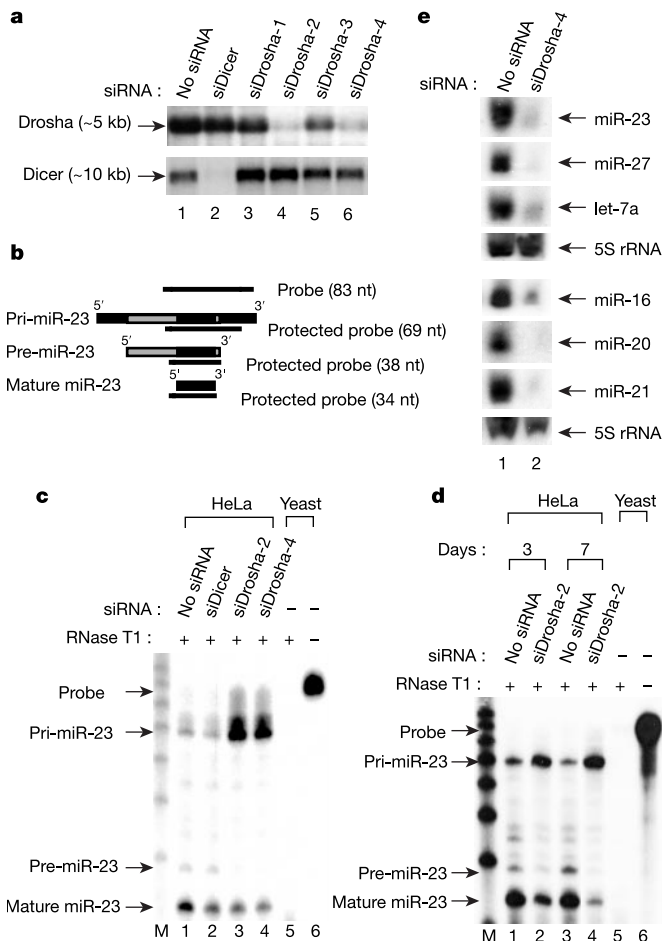 a
siRNA :
No siRNA
siDicer
siDrosha-1
siDrosha-2
siDrosha-3
siDrosha-4
Drosha (~5 kb)
Dicer (~10 kb)
1 2 3 4 5 6
b
Probe (83 nt)
5′ 3′
Pri-miR-23
Protected probe (69 nt)
5′ 3′
Pre-miR-23
Protected probe (38 nt)
5′ 3′
Mature miR-23
Protected probe (34 nt)
c
HeLa Yeast
siRNA :
No siRNA
siDicer
siDrosha-2
siDrosha-4
– –
RNase T1 : + + + + + –
Probe
Pri-miR-23
Pre-miR-23
Mature miR-23
M 1 2 3 4 5 6
e
siRNA :
No siRNA
siDrosha-4
miR-23
miR-27
let-7a
5S rRNA
miR-16
miR-20
miR-21
5S rRNA
1 2
d
HeLa Yeast
Days : 3 7
siRNA :
No siRNA
siDrosha-2
No siRNA
siDrosha-2
– –
RNase T1 : + + + + + –
Probe
Pri-miR-23
Pre-miR-23
Mature miR-23
M 1 2 3 4 5 6